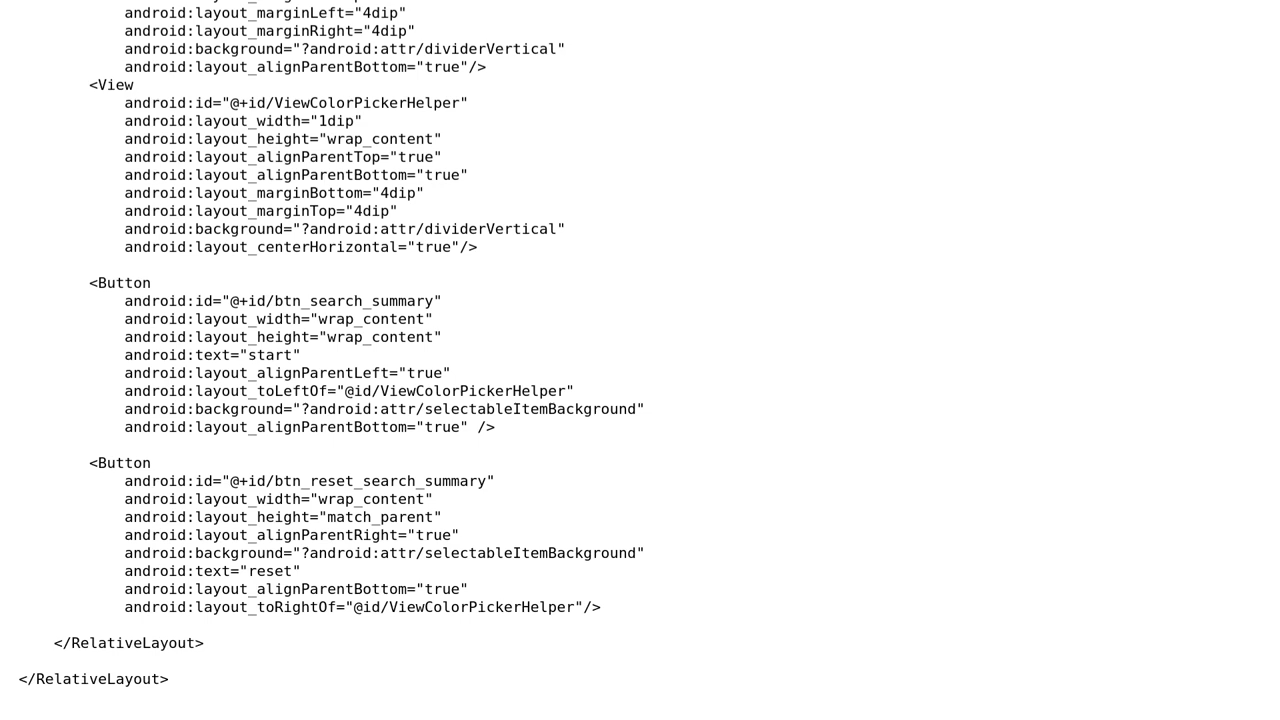 android:layout_marginLeft="4dip"
android:layout_marginRight="4dip"
android:background="?android:attr/dividerVertical"
android:layout_alignParentBottom="true"/>
<View
android:id="@+id/ViewColorPickerHelper"
android:layout_width="1dip"
android:layout_height="wrap_content"
android:layout_alignParentTop="true"
android:layout_alignParentBottom="true"
android:layout_marginBottom="4dip"
android:layout_marginTop="4dip"
android:background="?android:attr/dividerVertical"
android:layout_centerHorizontal="true"/>
<Button
android:id="@+id/btn_search_summary"
android:layout_width="wrap_content"
android:layout_height="wrap_content"
android:text="start"
android:layout_alignParentLeft="true"
android:layout_toLeftOf="@id/ViewColorPickerHelper"
android:background="?android:attr/selectableItemBackground"
android:layout_alignParentBottom="true" />
<Button
android:id="@+id/btn_reset_search_summary"
android:layout_width="wrap_content"
android:layout_height="match_parent"
android:layout_alignParentRight="true"
android:background="?android:attr/selectableItemBackground"
android:text="reset"
android:layout_alignParentBottom="true"
android:layout_toRightOf="@id/ViewColorPickerHelper"/>
</RelativeLayout>
</RelativeLayout>